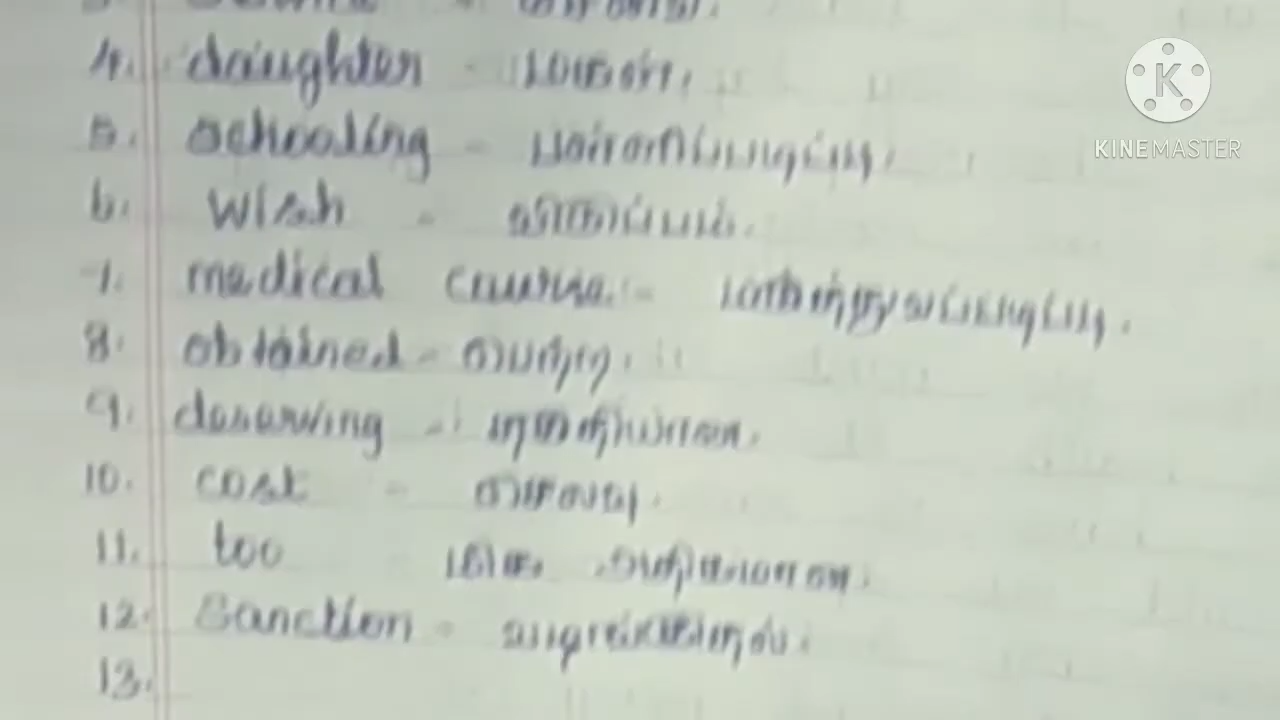 4. daughter - மகள்.
5. schooling - பள்ளிப்படிப்பு.
6. wish - விருப்பம்.
7. medical course - மருத்துவப்படிப்பு.
8. obtained - பெற்ற.
9. deserving - தகுதியான.
10. cost - செலவு.
11. too மிக அதிகமான.
12. Sanction - வழங்குதல்.
13.
KINEMASTER